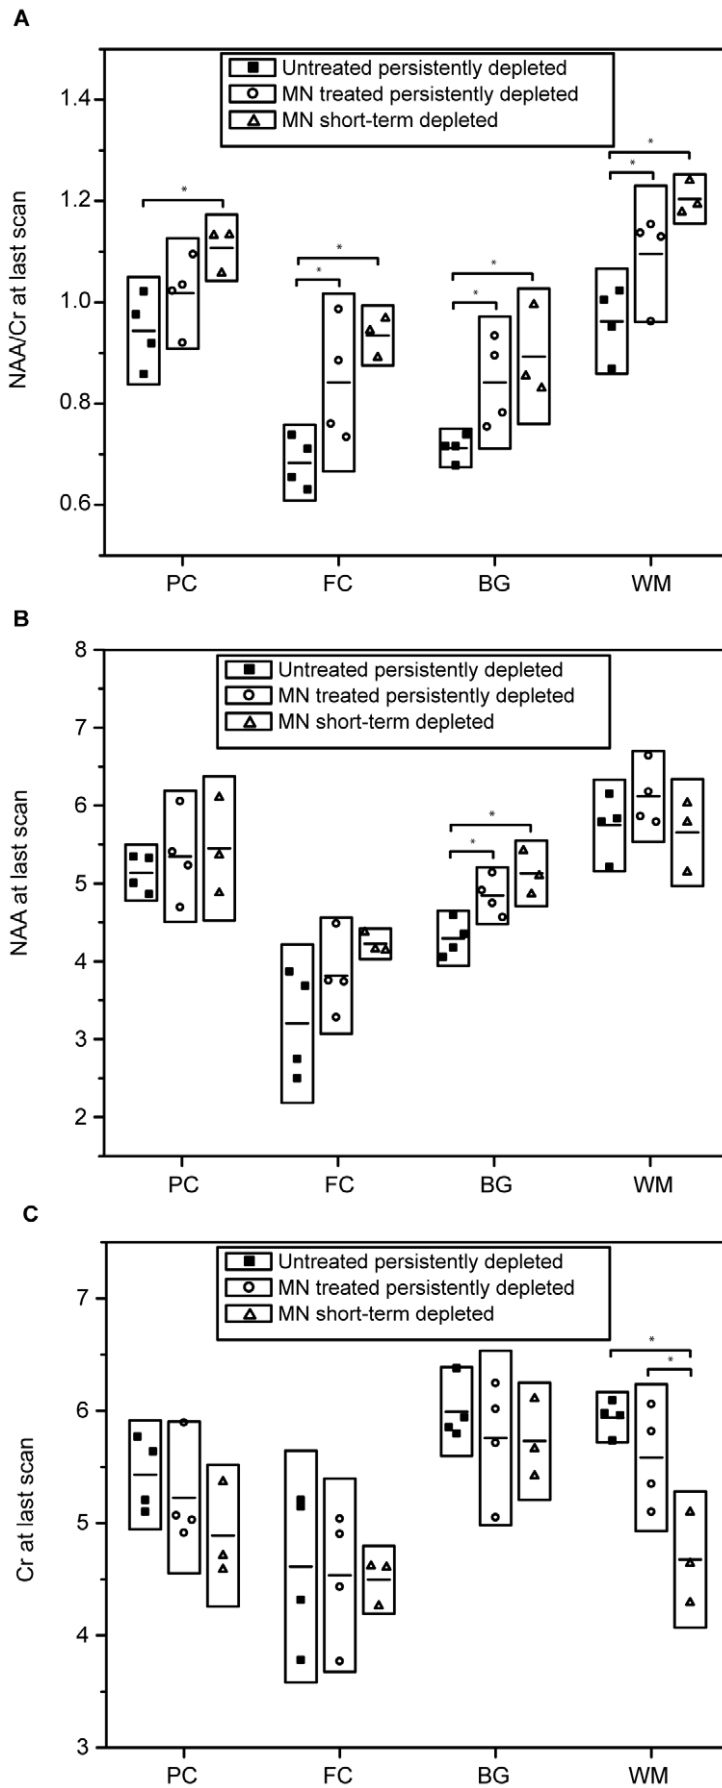 A
Untreated persistently depleted
MN treated persistently depleted
MN short-term depleted
NAA/Cr at last scan
1.4
1.2
1.0
0.8
0.6
*
*
*
*
*
*
*
PC FC BG WM
B
Untreated persistently depleted
MN treated persistently depleted
MN short-term depleted
NAA at last scan
8
7
6
5
4
3
2
*
*
PC FC BG WM
C
Untreated persistently depleted
MN treated persistently depleted
MN short-term depleted
Cr at last scan
7
6
5
4
3
*
*
PC FC BG WM